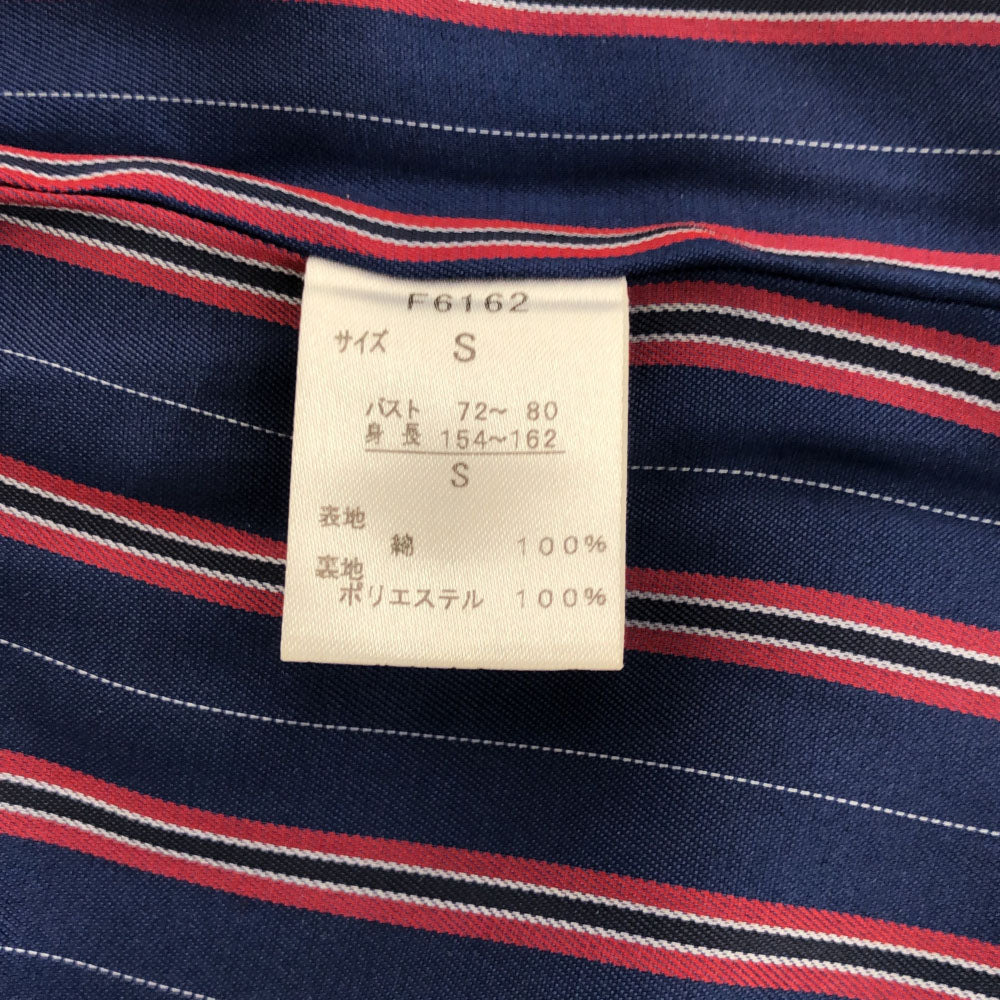 F6162
サイズ S
バスト 72～ 80
身長 154～162
S
表地
綿 100%
裏地
ポリエステル 100%